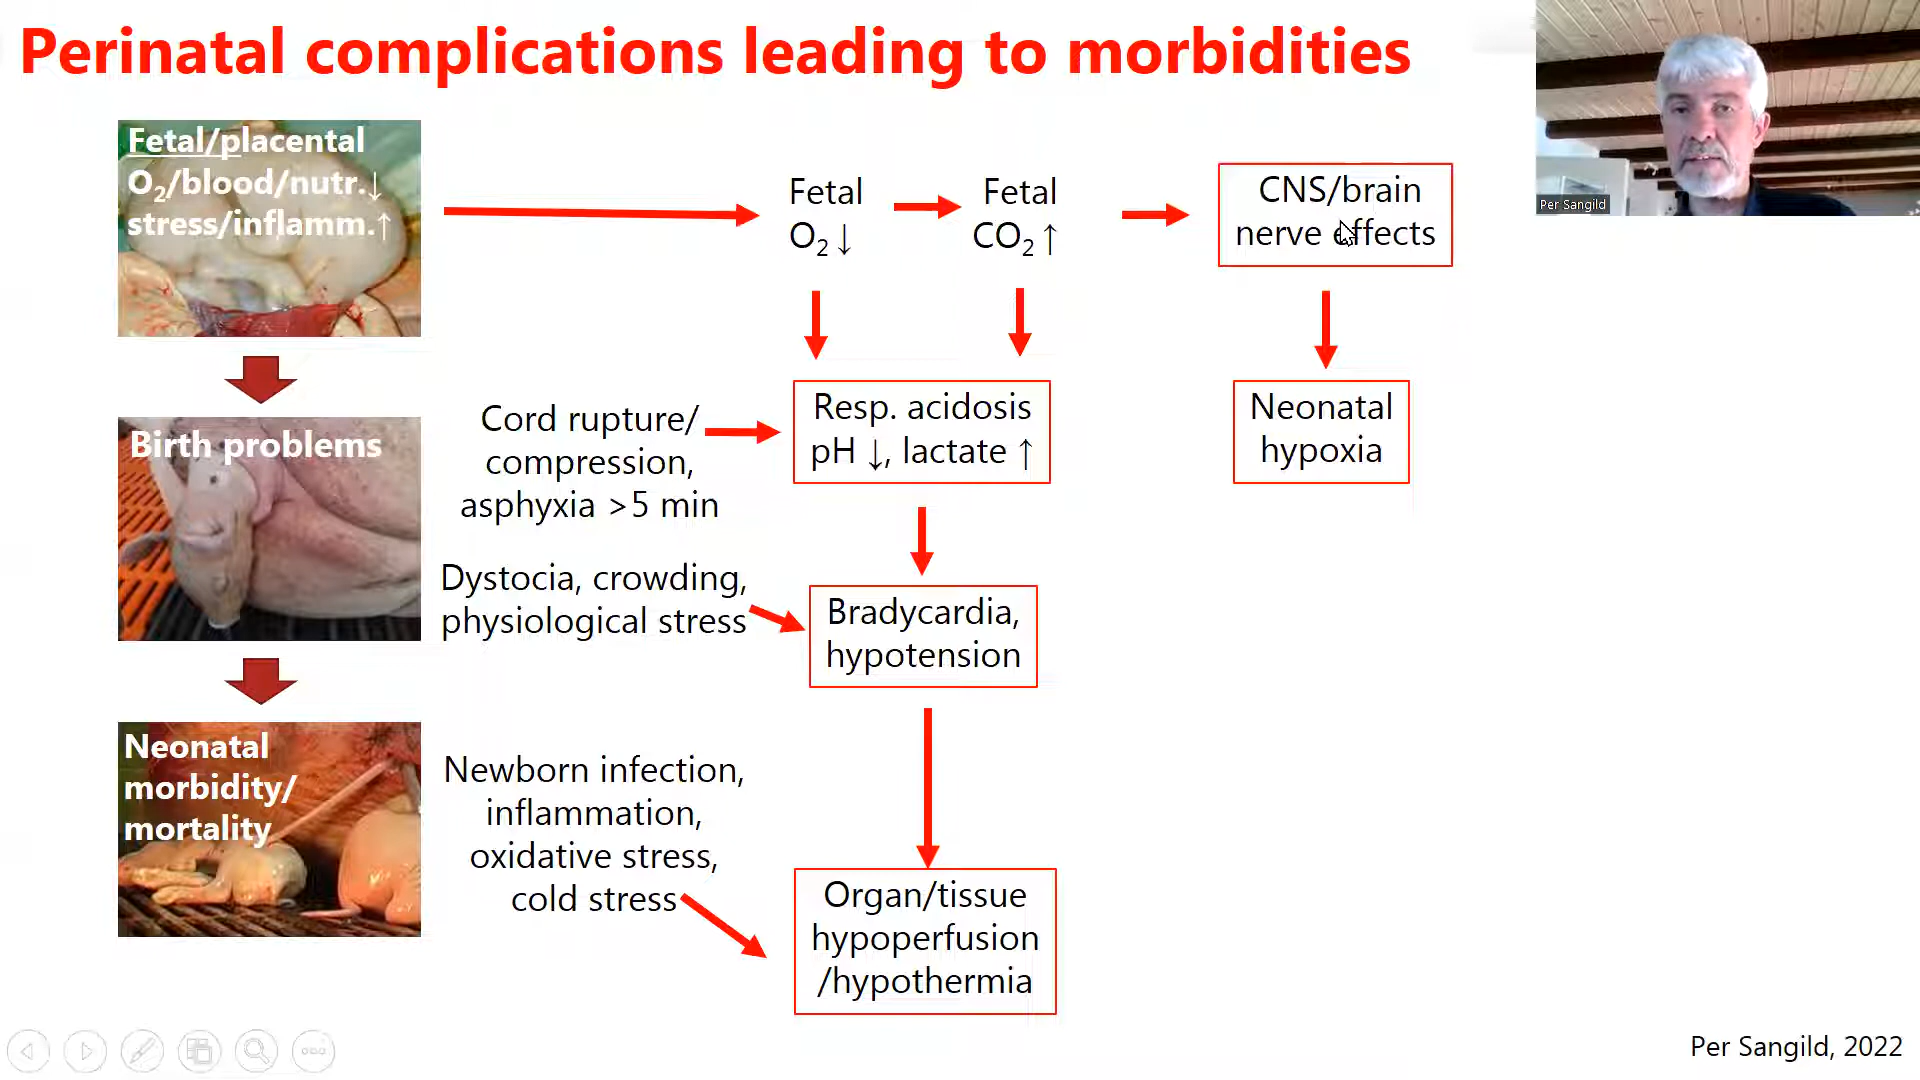 Perinatal complications leading to morbidities
Fetal/placental
O₂/blood/nutr.↓
stress/inflamm.↑
Fetal
O₂ ↓
Fetal
CO₂ ↑
CNS/brain
nerve effects
Per Sangild
Birth problems
Cord rupture/
compression,
asphyxia >5 min
Resp. acidosis
pH ↓, lactate ↑
Neonatal
hypoxia
Dystocia, crowding,
physiological stress
Bradycardia,
hypotension
Neonatal
morbidity/
mortality
Newborn infection,
inflammation,
oxidative stress,
cold stress
Organ/tissue
hypoperfusion
/hypothermia
Per Sangild, 2022